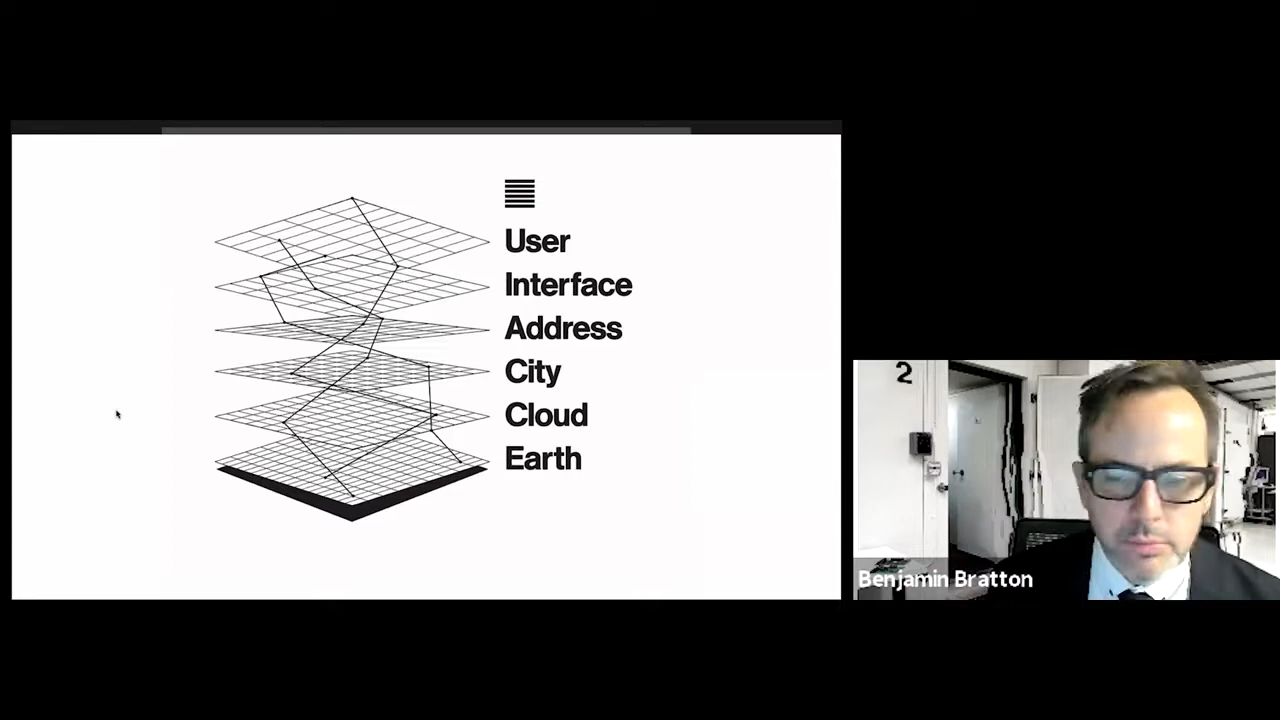 User
Interface
Address
City
Cloud
Earth
2
Benjamin Bratton